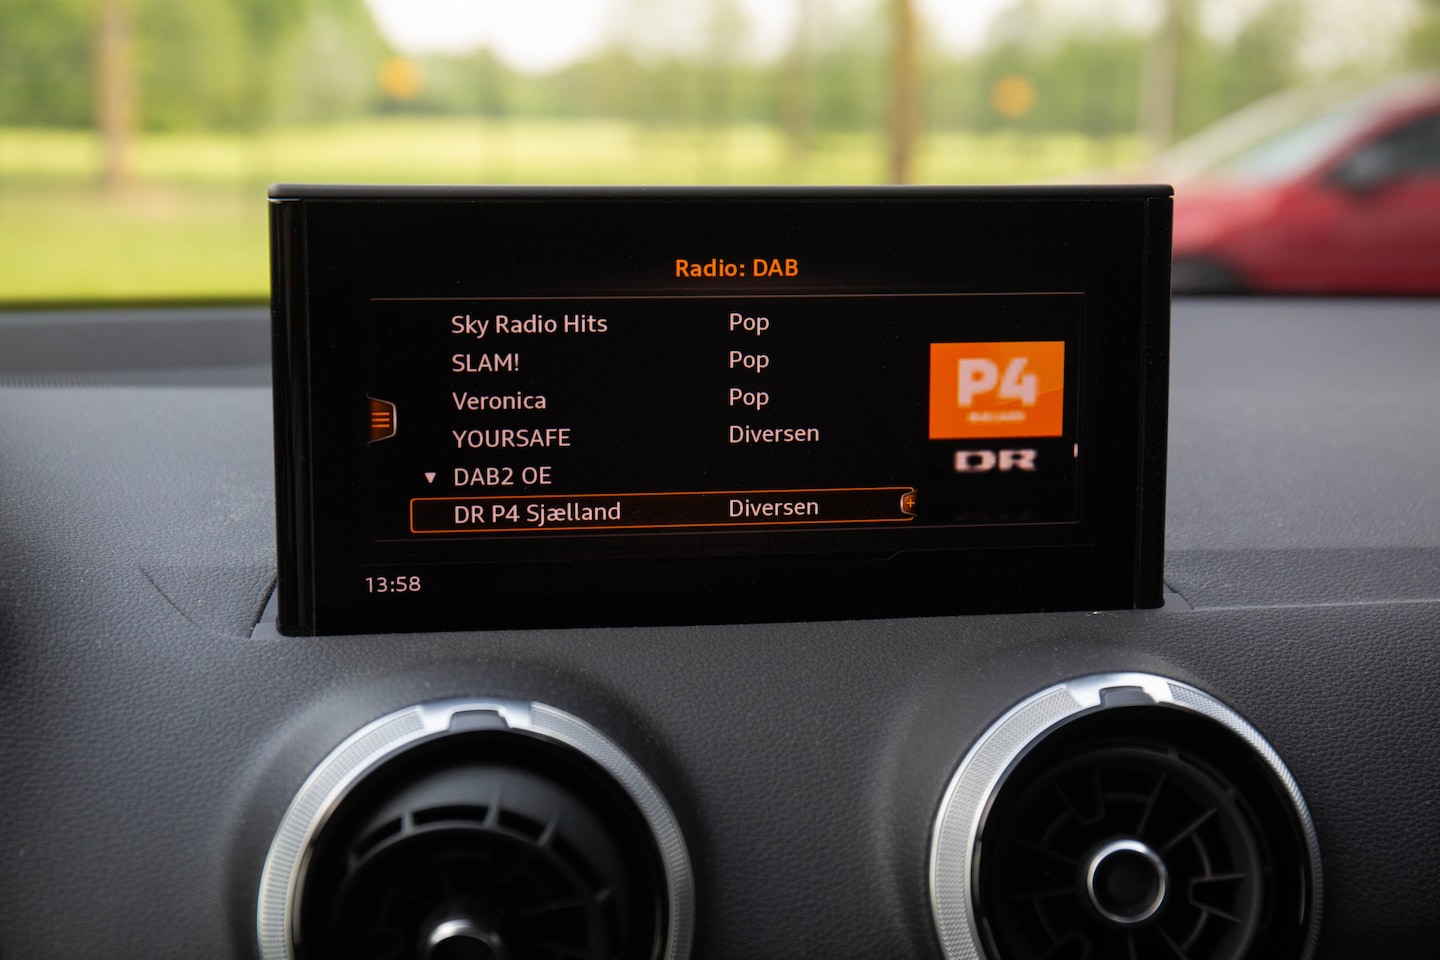 Radio: DAB
Sky Radio Hits Pop
SLAM! Pop
Veronica Pop
YOURSAFE Diversen
DAB2 OE
DR P4 Sjælland Diversen
P4
DR
13:58